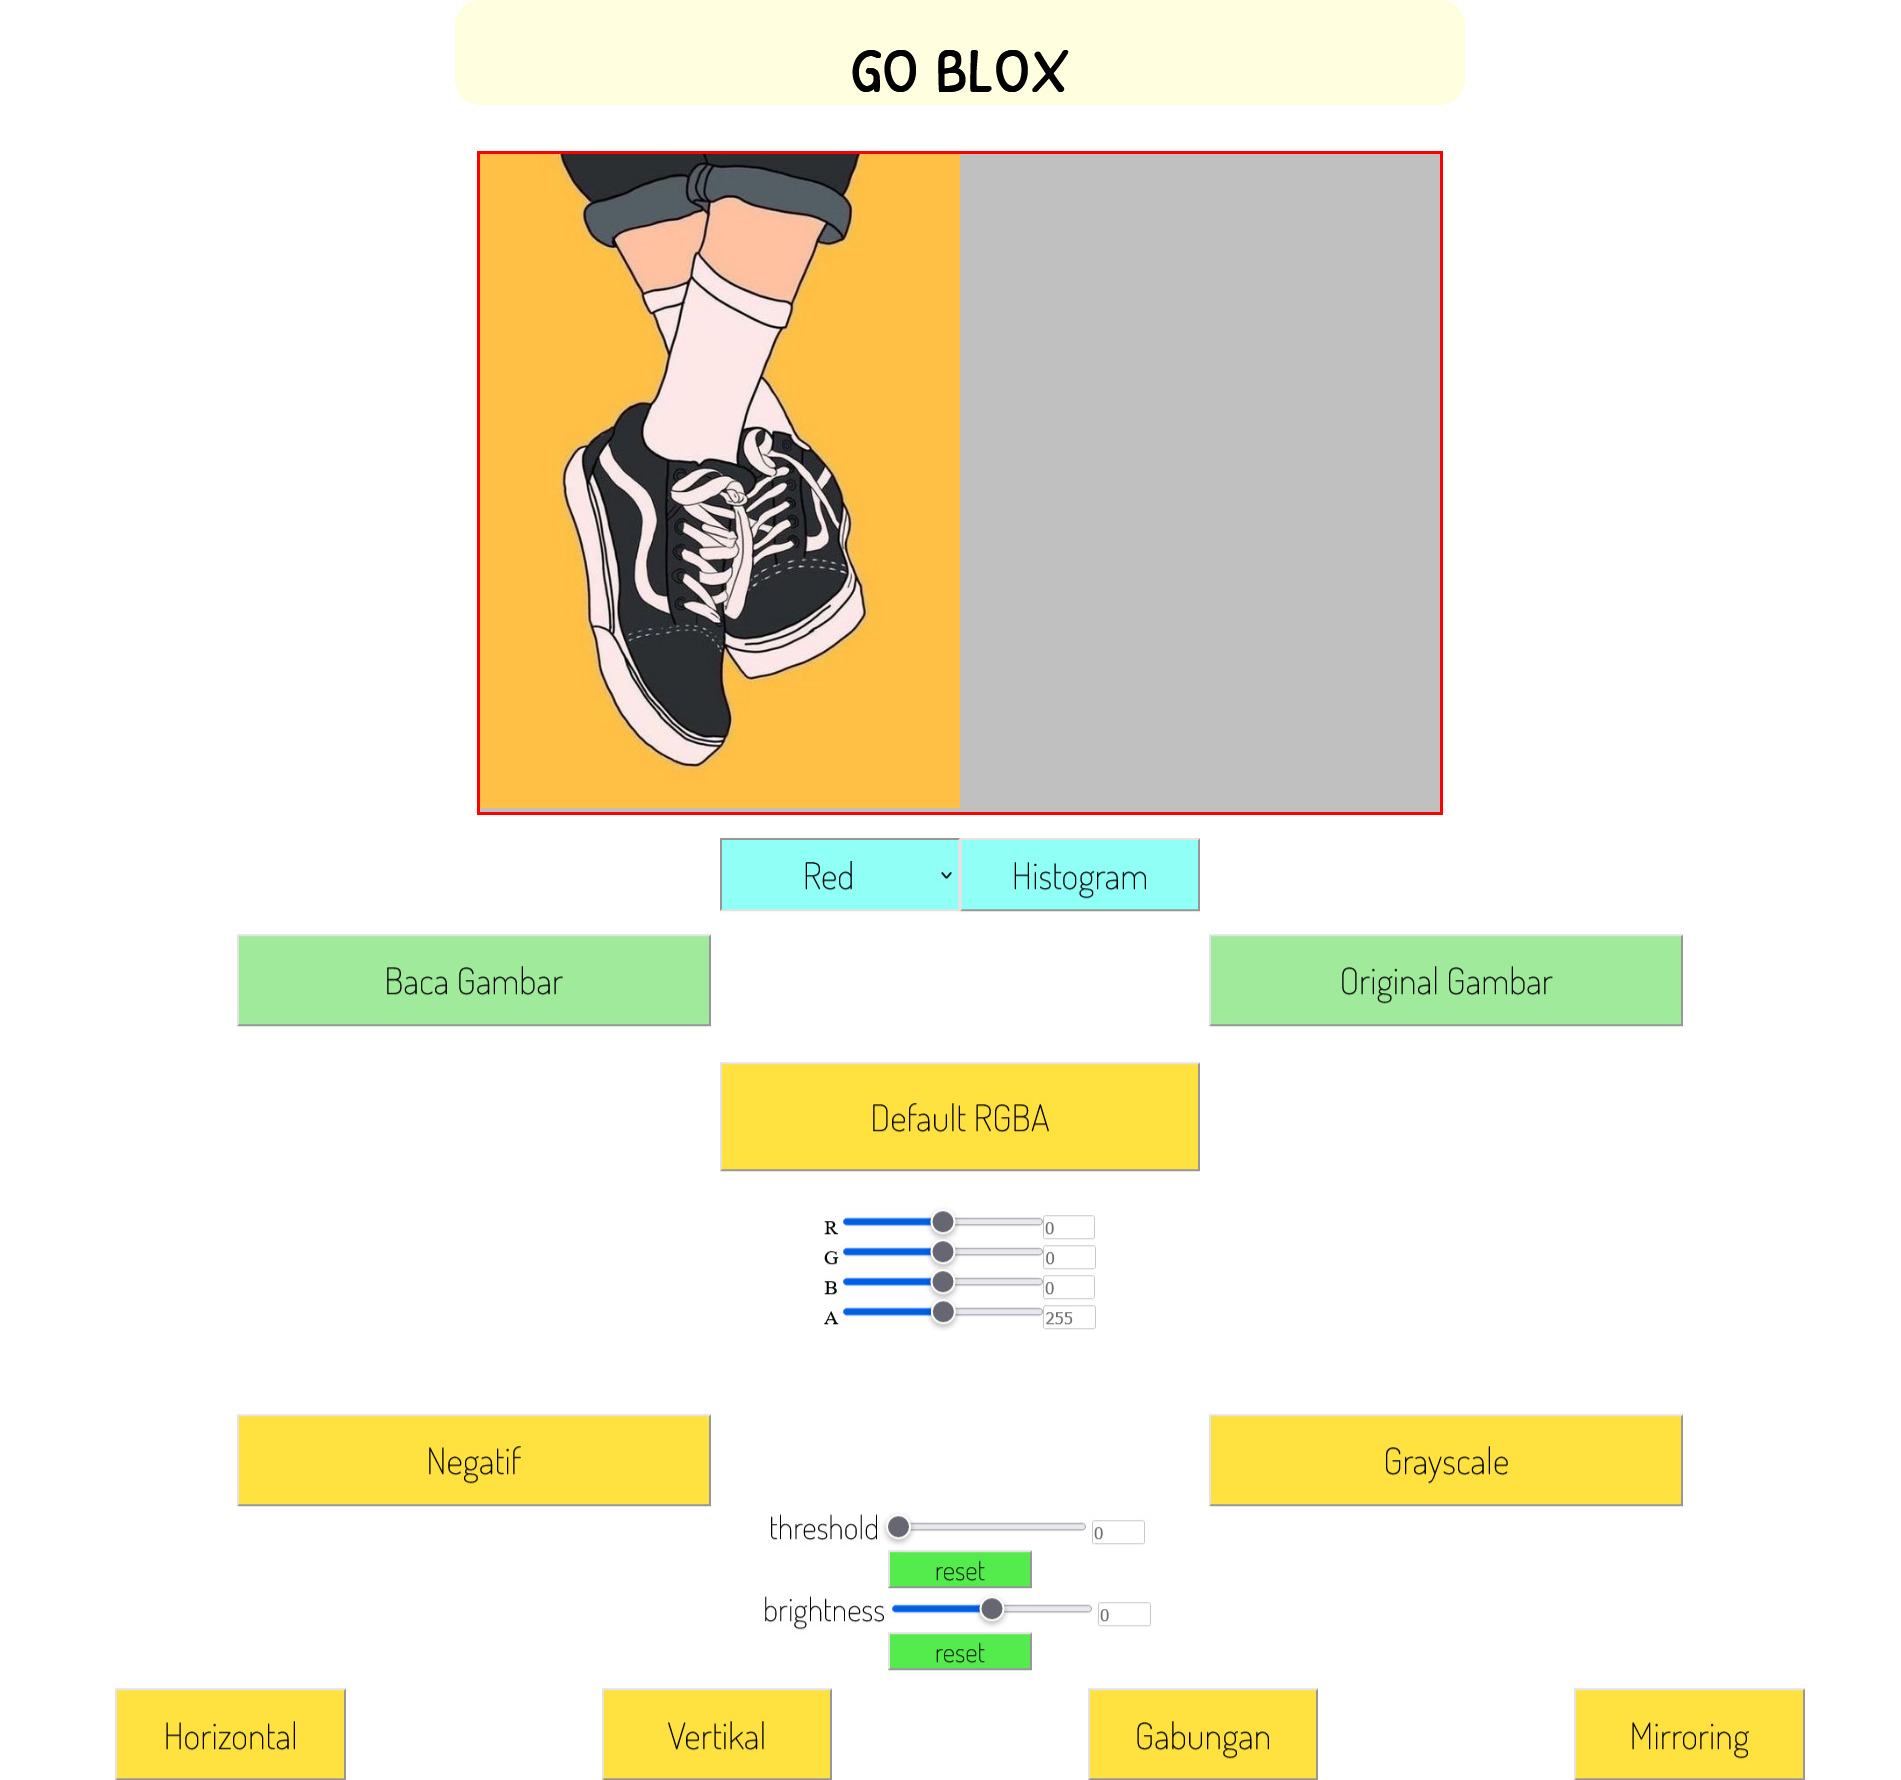 GO BLOX
Red Histogram
Baca Gambar Original Gambar
Default RGBA
R 0
G 0
B 0
A 255
Negatif Grayscale
threshold 0
reset
brightness 0
reset
Horizontal Vertikal Gabungan Mirroring